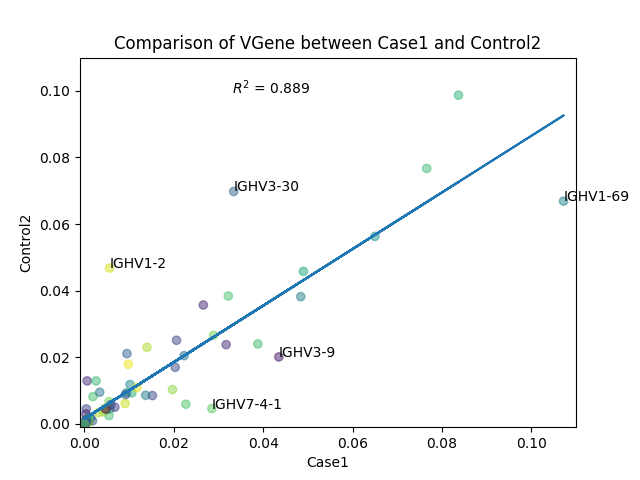 Comparison of VGene between Case1 and Control2
R² = 0.889
0.10
0.08
0.06
0.04
0.02
0.00
Control2
IGHV3-30
IGHV1-69
IGHV1-2
IGHV3-9
IGHV7-4-1
0.00 0.02 0.04 0.06 0.08 0.10
Case1